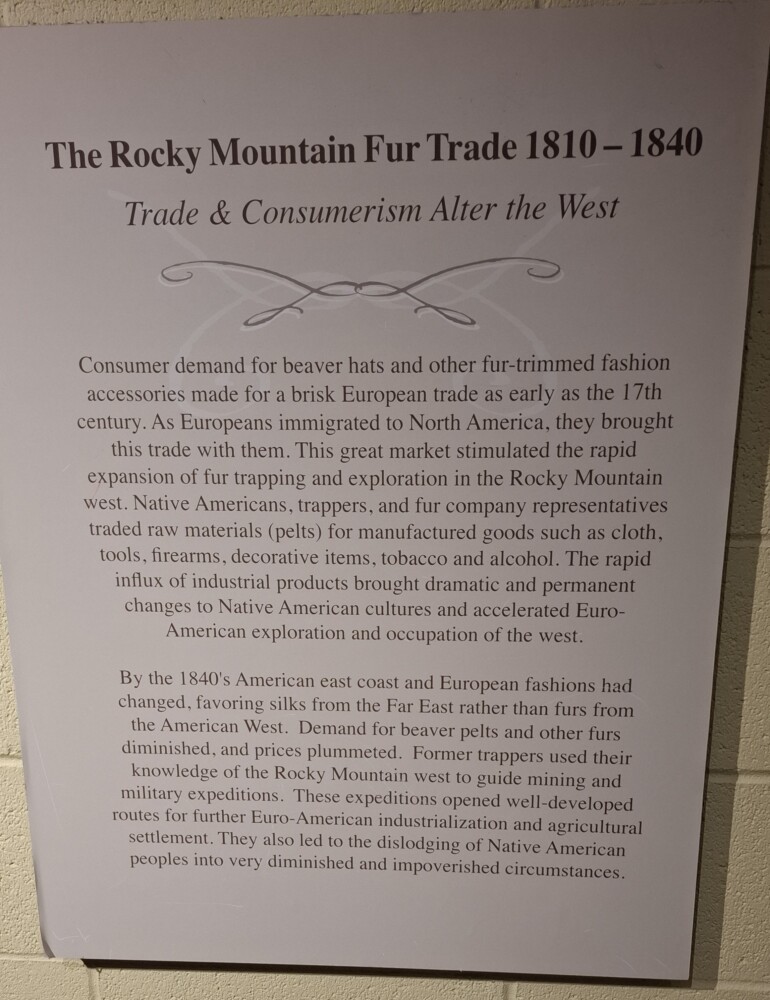 The Rocky Mountain Fur Trade 1810 – 1840
Trade & Consumerism Alter the West
Consumer demand for beaver hats and other fur-trimmed fashion
accessories made for a brisk European trade as early as the 17th
century. As Europeans immigrated to North America, they brought
this trade with them. This great market stimulated the rapid
expansion of fur trapping and exploration in the Rocky Mountain
west. Native Americans, trappers, and fur company representatives
traded raw materials (pelts) for manufactured goods such as cloth,
tools, firearms, decorative items, tobacco and alcohol. The rapid
influx of industrial products brought dramatic and permanent
changes to Native American cultures and accelerated Euro-
American exploration and occupation of the west.
By the 1840's American east coast and European fashions had
changed, favoring silks from the Far East rather than furs from
the American West. Demand for beaver pelts and other furs
diminished, and prices plummeted. Former trappers used their
knowledge of the Rocky Mountain west to guide mining and
military expeditions. These expeditions opened well-developed
routes for further Euro-American industrialization and agricultural
settlement. They also led to the dislodging of Native American
peoples into very diminished and impoverished circumstances.